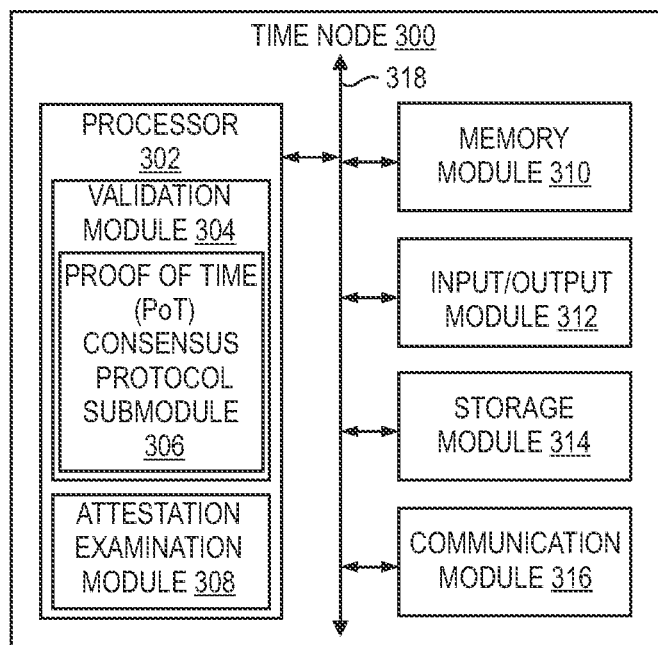 TIME NODE 300
318
PROCESSOR
302
VALIDATION
MODULE 304
PROOF OF TIME
(PoT)
CONSENSUS
PROTOCOL
SUBMODULE
306
ATTESTATION
EXAMINATION
MODULE 308
MEMORY
MODULE 310
INPUT/OUTPUT
MODULE 312
STORAGE
MODULE 314
COMMUNICATION
MODULE 316